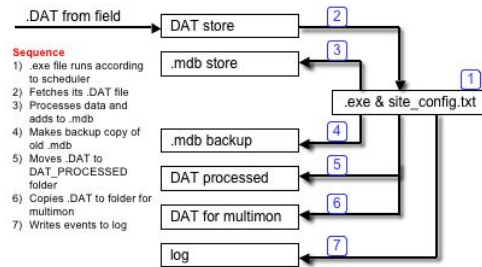 .DAT from field
DAT store
2
Sequence
1) .exe file runs according
to scheduler
2) Fetches its .DAT file
3) Processes data and
adds to .mdb
4) Makes backup copy of
old .mdb
5) Moves .DAT to
DAT_PROCESSED
folder
6) Copies .DAT to folder for
multimon
7) Writes events to log
.mdb store
3
1
.exe & site_config.txt
.mdb backup
4
DAT processed
5
DAT for multimon
6
log
7